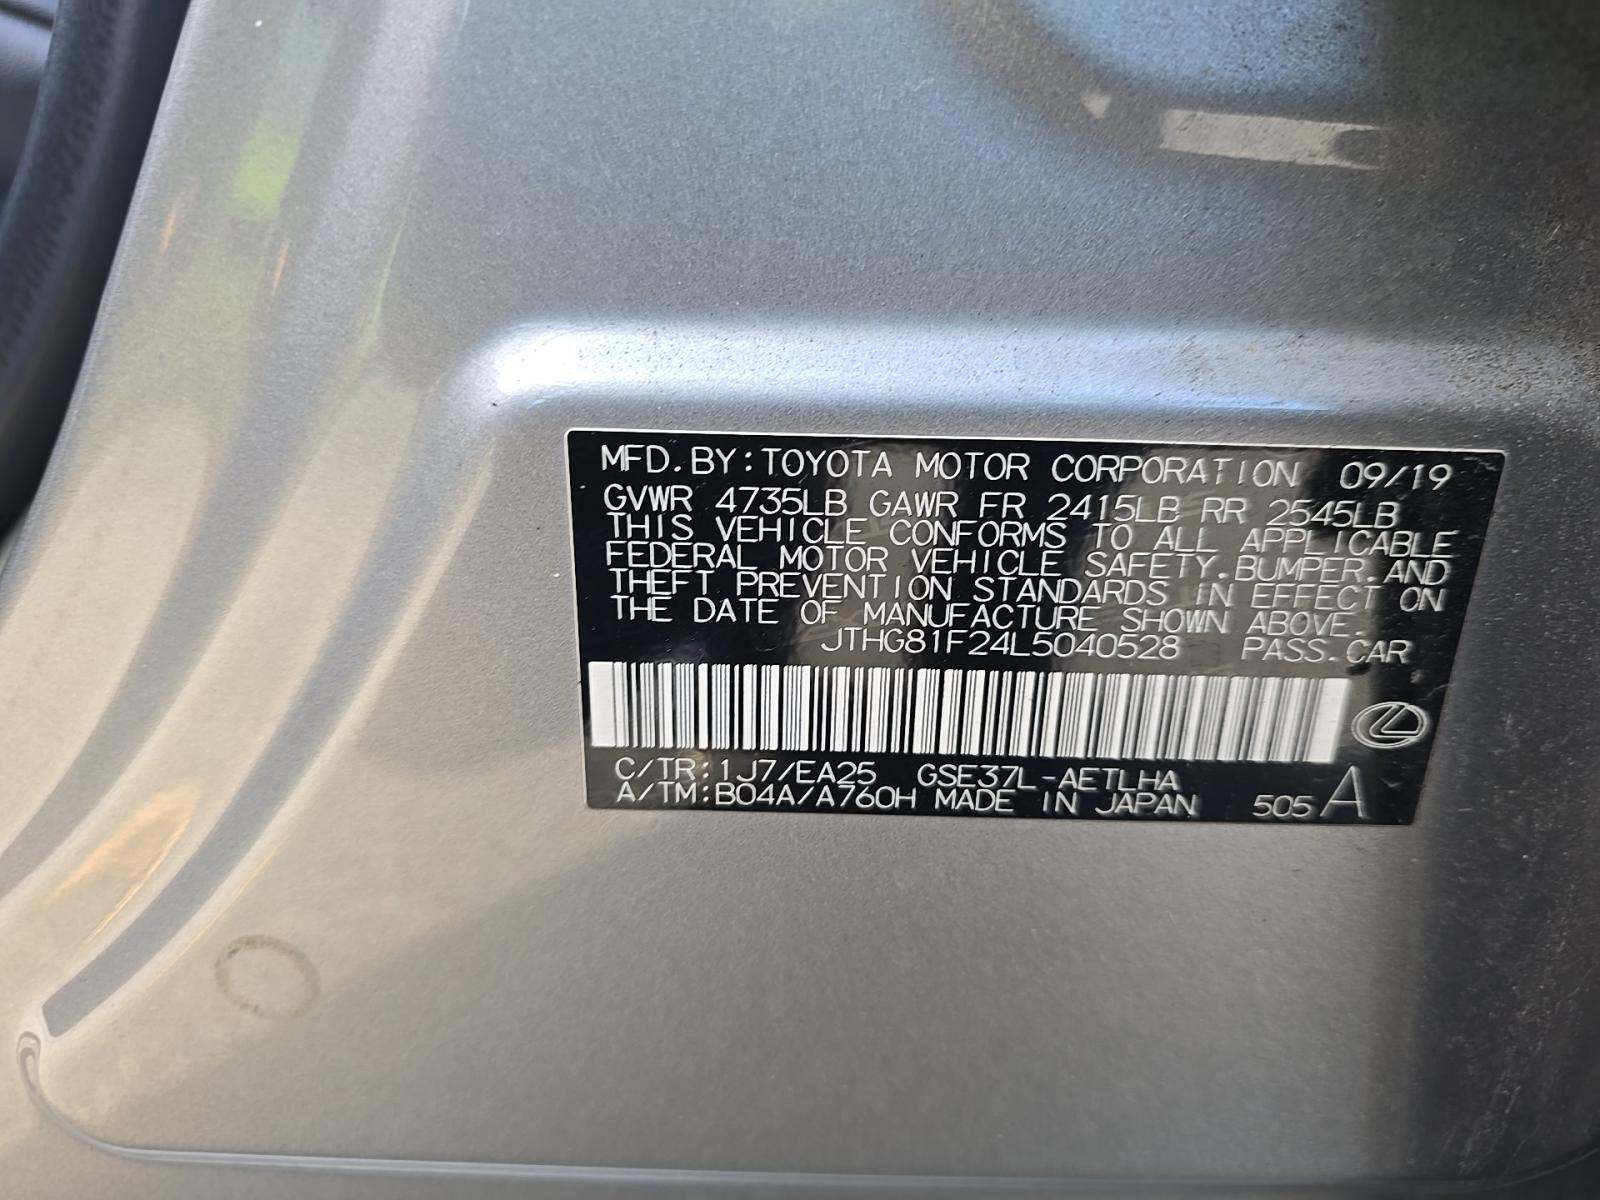 MFD.BY:TOYOTA MOTOR CORPORATION 09/19
GVWR 4735LB GAWR FR 2415LB RR 2545LB
THIS VEHICLE CONFORMS TO ALL APPLICABLE
FEDERAL MOTOR VEHICLE SAFETY.BUMPER.AND
THEFT PREVENTION STANDARDS IN EFFECT ON
THE DATE OF MANUFACTURE SHOWN ABOVE.
JTHG81F24L5040528 PASS.CAR
C/TR:1J7/EA25 GSE37L-AETLHA
A/TM:B04A/A760H MADE IN JAPAN 505 A